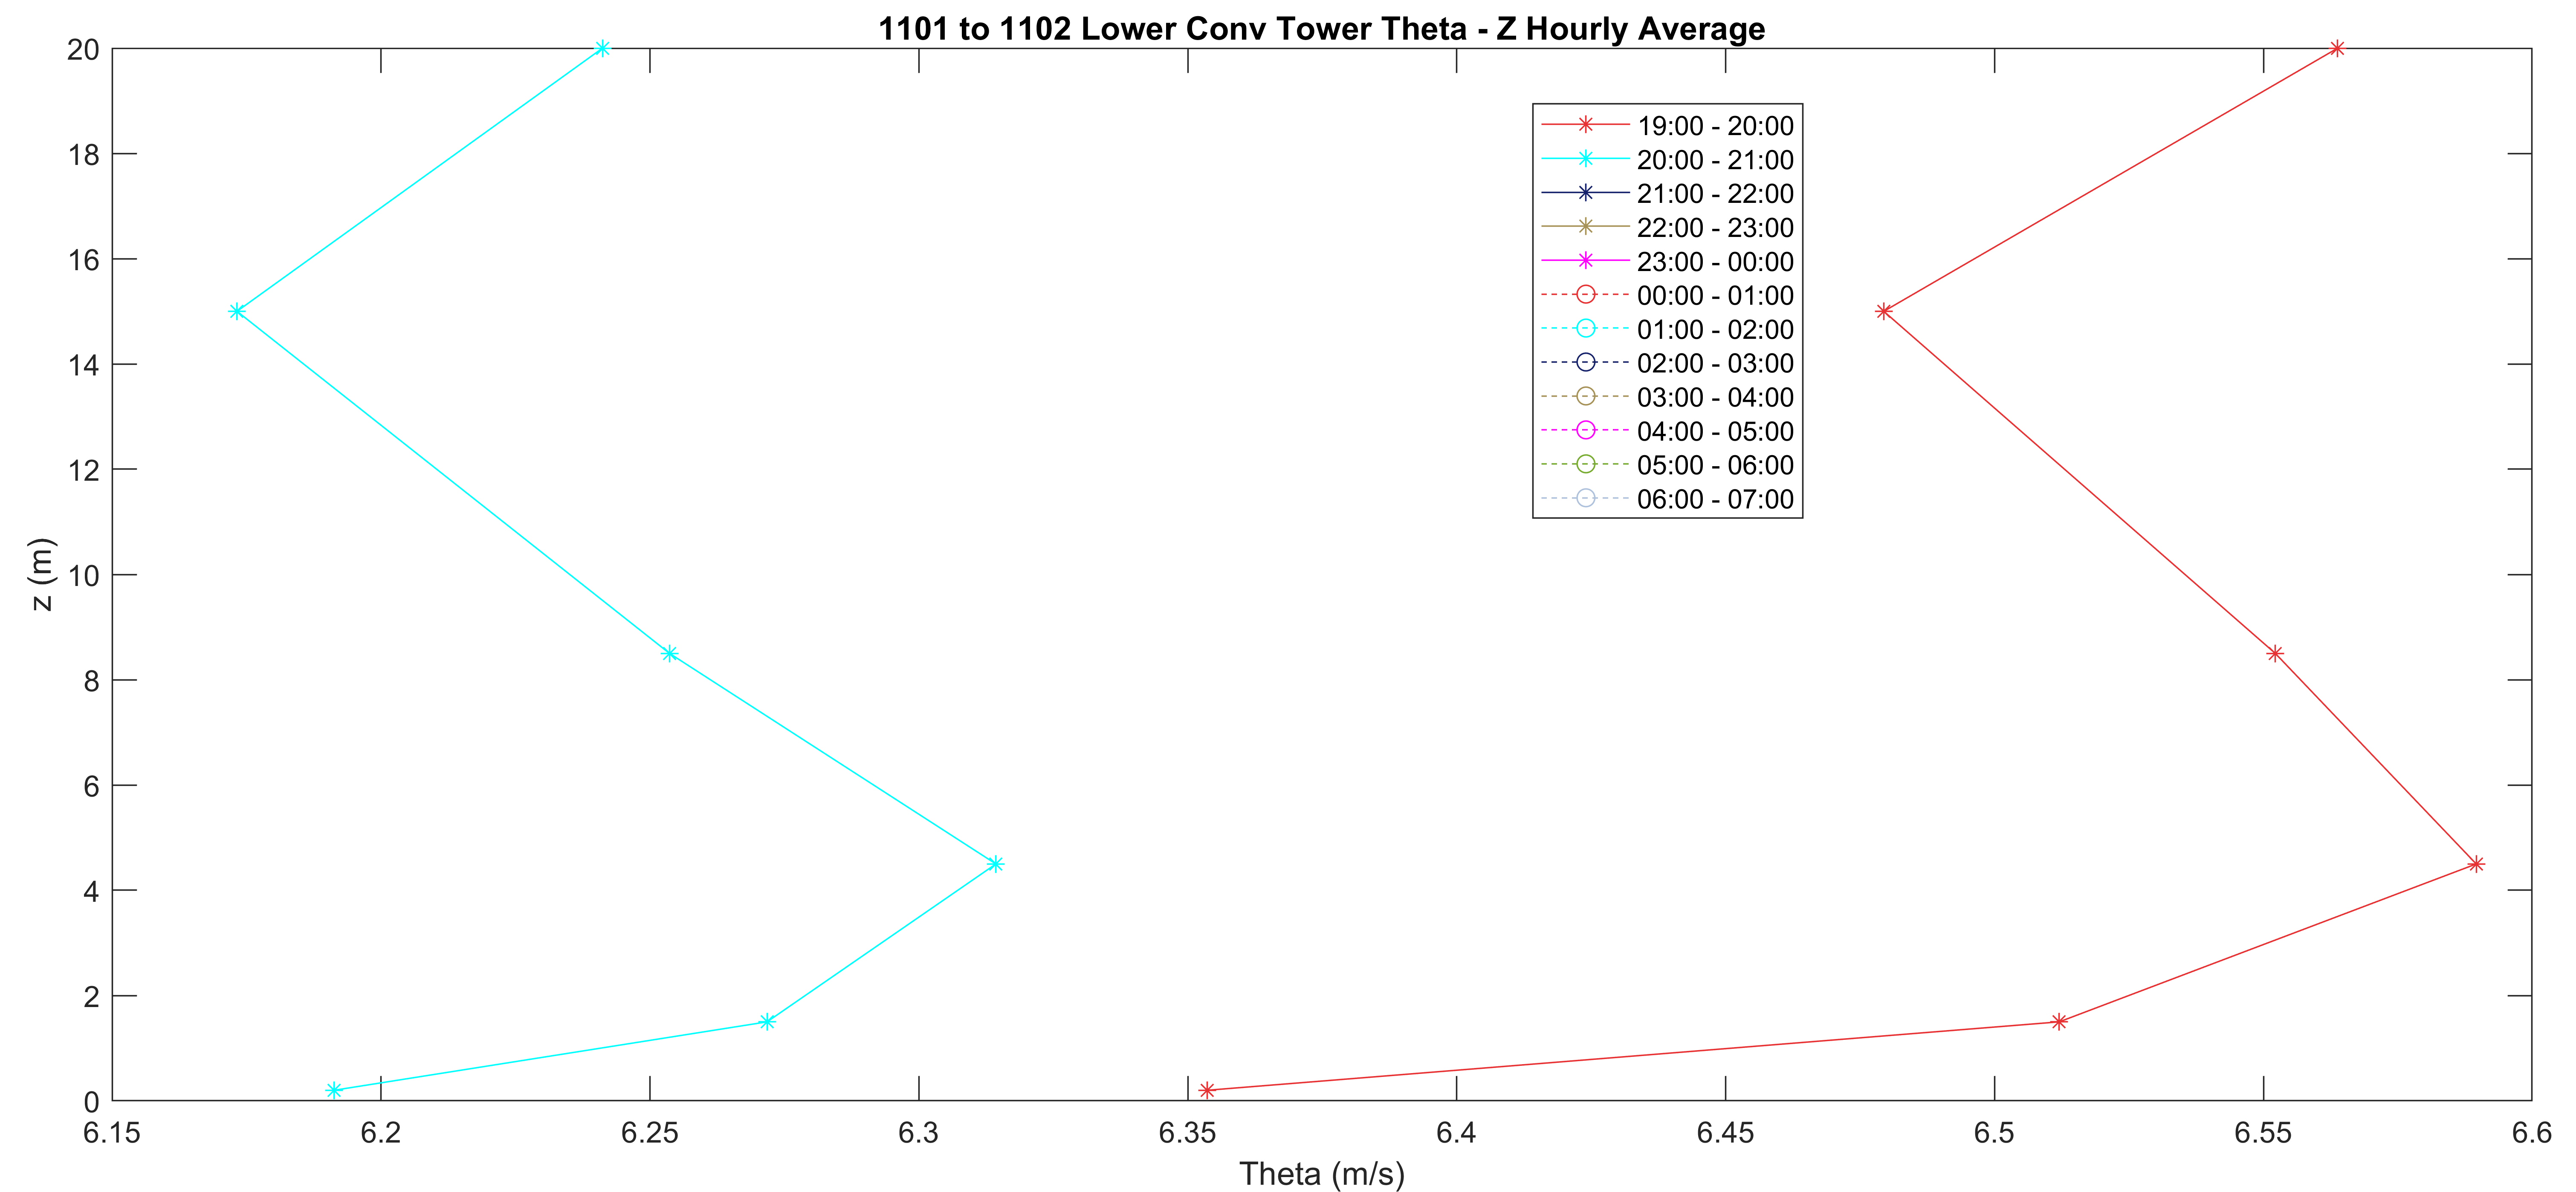 1101 to 1102 Lower Conv Tower Theta - Z Hourly Average
20
18
16
14
12
10
8
6
4
2
0
z (m)
19:00 - 20:00
20:00 - 21:00
21:00 - 22:00
22:00 - 23:00
23:00 - 00:00
00:00 - 01:00
01:00 - 02:00
02:00 - 03:00
03:00 - 04:00
04:00 - 05:00
05:00 - 06:00
06:00 - 07:00
6.15 6.2 6.25 6.3 6.35 6.4 6.45 6.5 6.55 6.6
Theta (m/s)